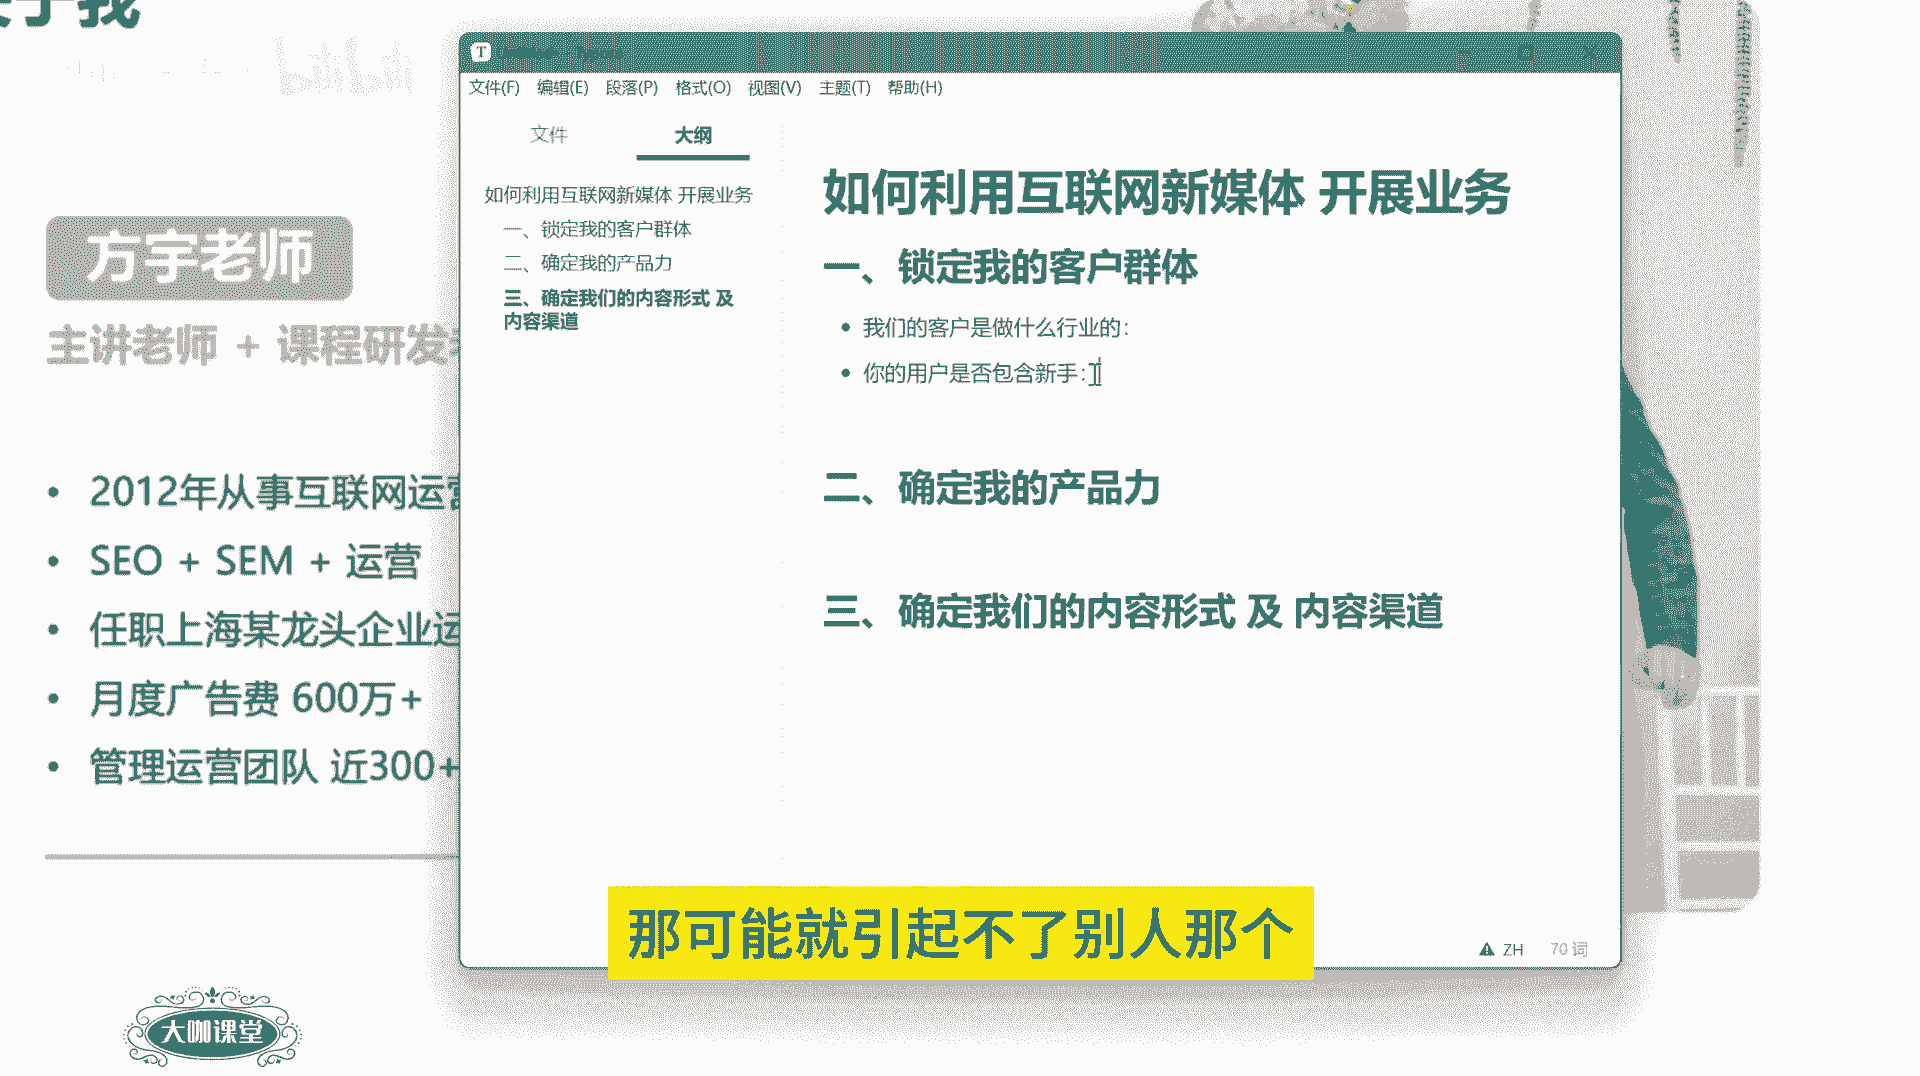 bilibili
方宇老师
主讲老师 + 课程研发
2012年从事互联网运营
SEO + SEM + 运营
任职上海某龙头企业运
月度广告费 600万+
管理运营团队 近300+
大咖课堂
T
文件(F) 编辑(E) 段落(P) 格式(O) 视图(V) 主题(T) 帮助(H)
文件 大纲
如何利用互联网新媒体 开展业务
一、锁定我的客户群体
二、确定我的产品力
三、确定我们的内容形式 及
内容渠道
如何利用互联网新媒体 开展业务
一、锁定我的客户群体
我们的客户是做什么行业的：
你的用户是否包含新手：
二、确定我的产品力
三、确定我们的内容形式 及 内容渠道
ZH 70 词
那可能就引起不了别人那个